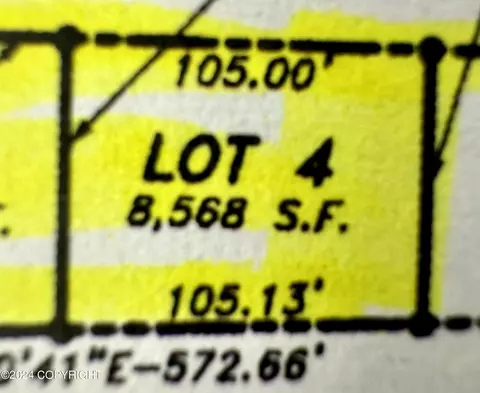 105.00'
LOT 4
8,568 S.F.
105.13'
0'41"E-572.66'
©2024 COPYRIGHT